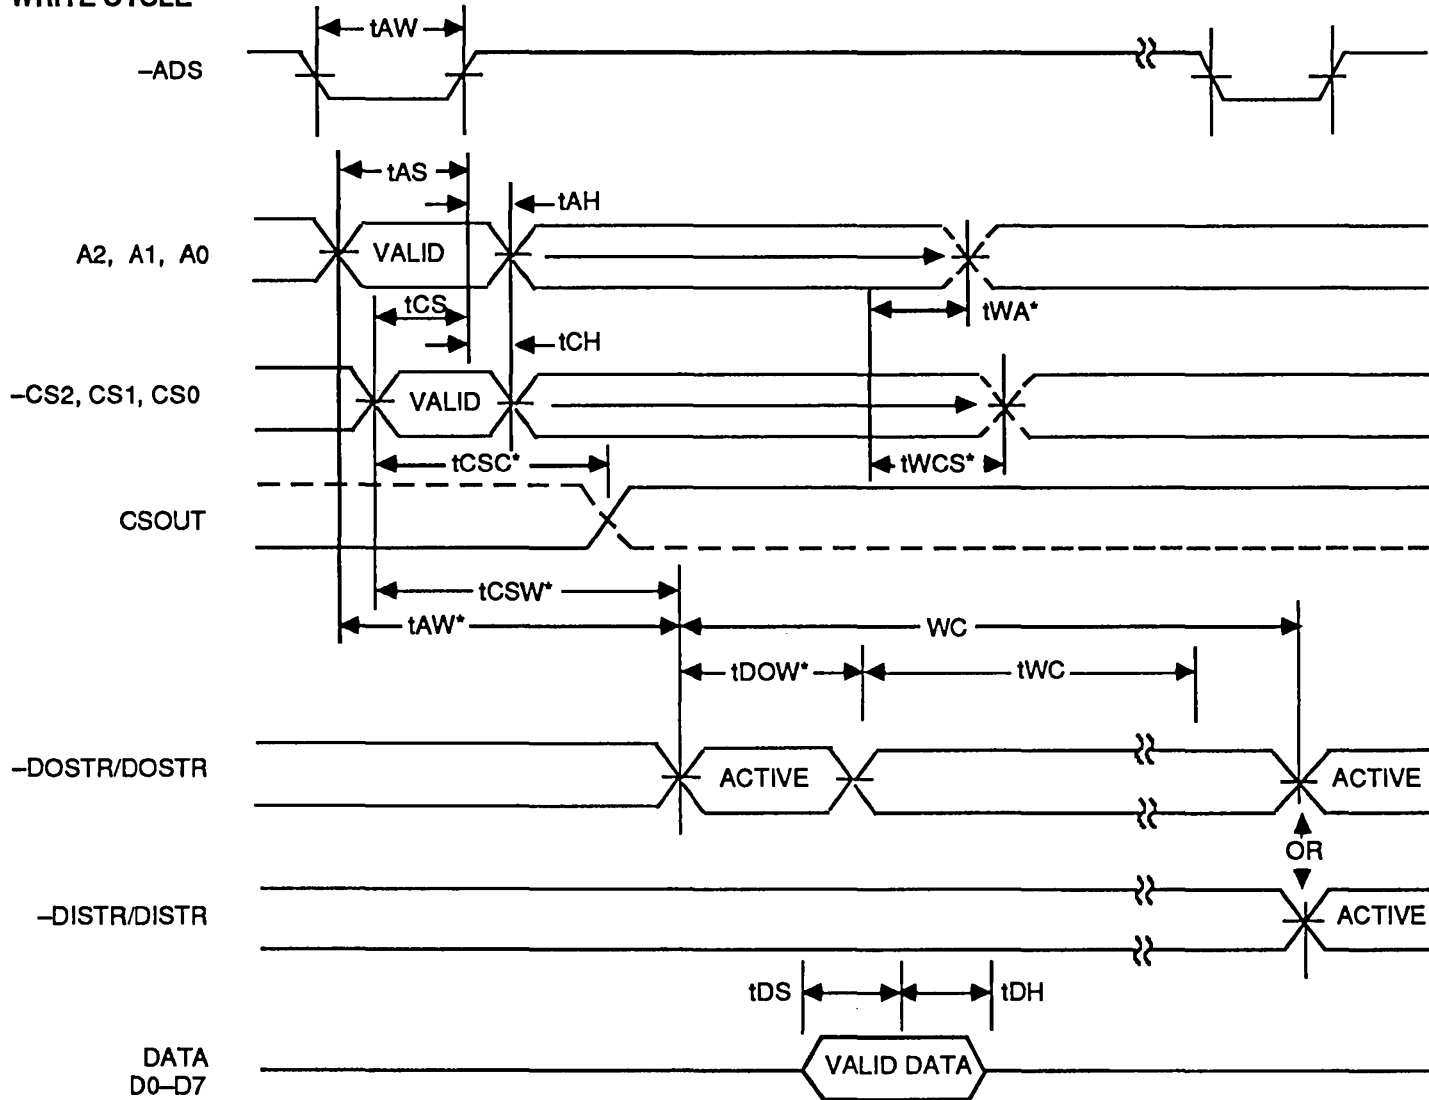 WRITE CYCLE
tAW
–ADS
tAS
tAH
A2, A1, A0
VALID
tCS
tWA*
tCH
–CS2, CS1, CS0
VALID
tCSC*
tWCS*
CSOUT
tCSW*
tAW*
WC
tDOW*
tWC
–DOSTR/DOSTR
ACTIVE
ACTIVE
OR
–DISTR/DISTR
ACTIVE
tDS
tDH
DATA
D0–D7
VALID DATA